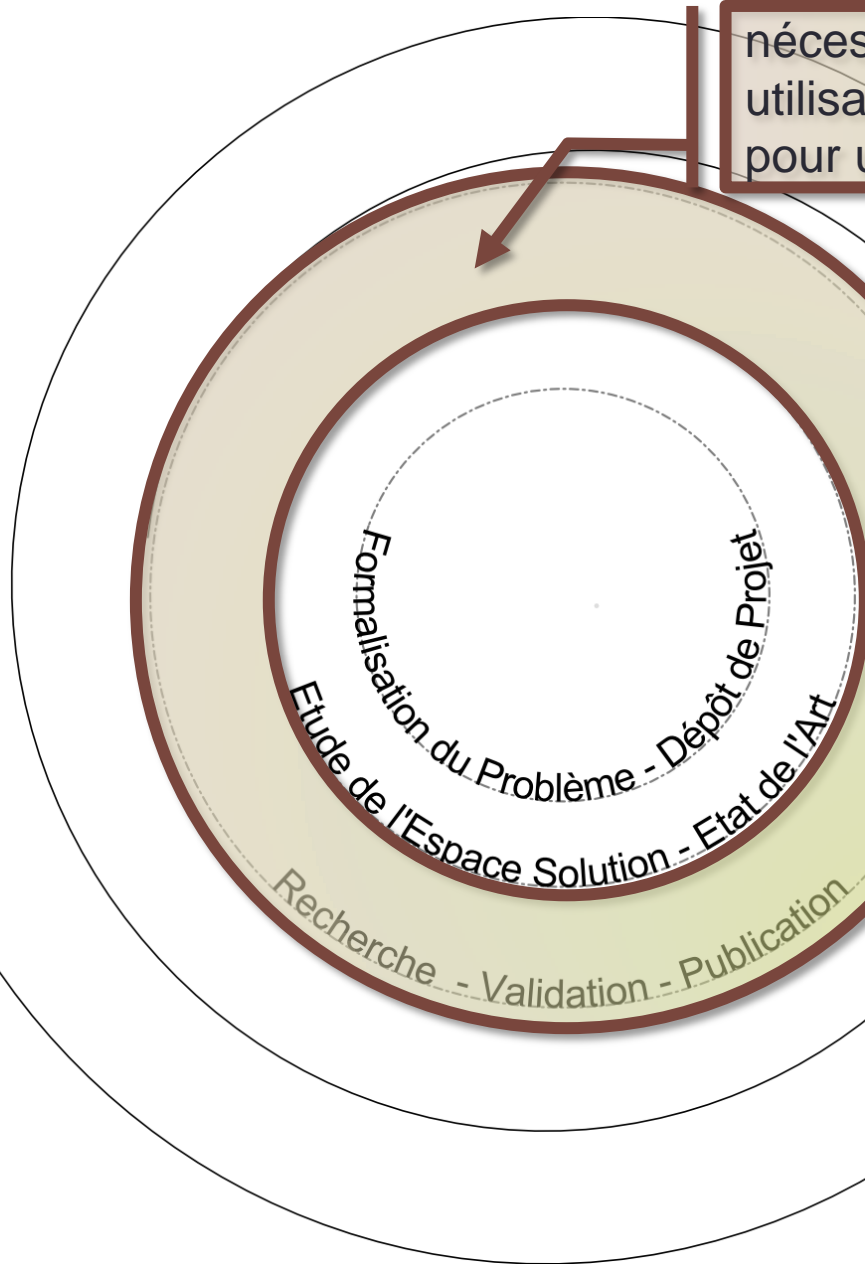 néces
utilisa
pour u
Formalisation du Problème - Dépôt de Projet
Etude de l'Espace Solution - Etat de l'Art
Recherche - Validation - Publication